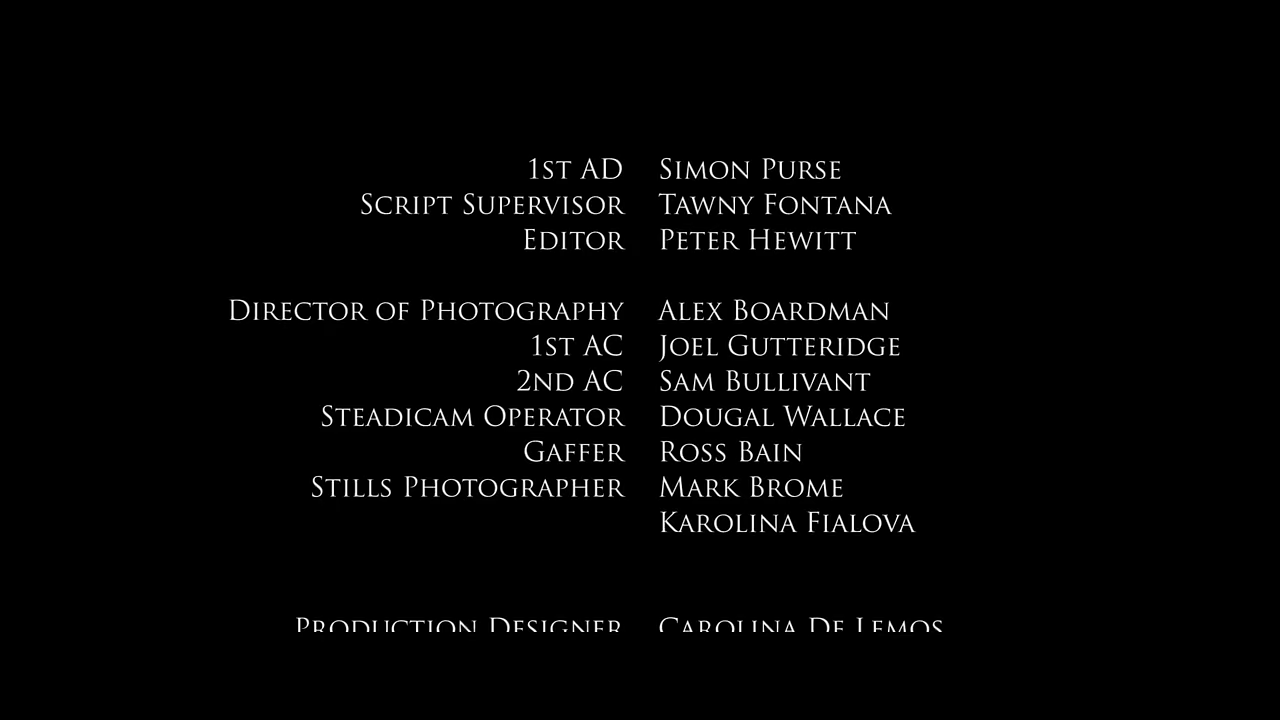 1st AD Simon Purse
Script Supervisor Tawny Fontana
Editor Peter Hewitt
Director of Photography Alex Boardman
1st AC Joel Gutteridge
2nd AC Sam Bullivant
Steadicam Operator Dougal Wallace
Gaffer Ross Bain
Stills Photographer Mark Brome
Karolina Fialova
Production Designer Carolina De Lemos